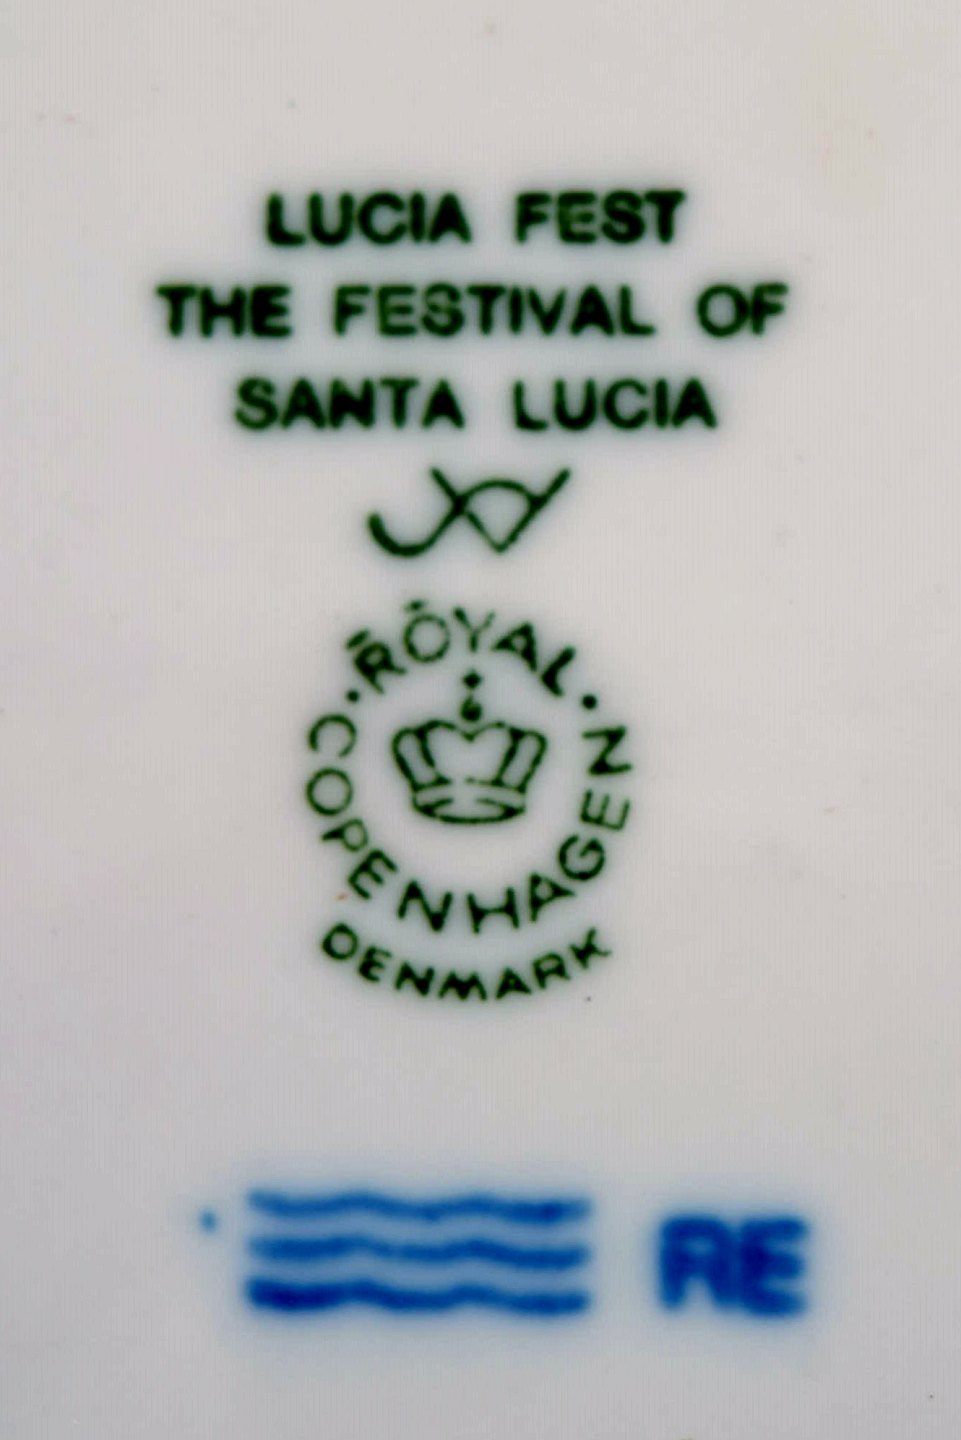 LUCIA FEST
THE FESTIVAL OF
SANTA LUCIA
ROYAL
COPENHAGEN
DENMARK
RE